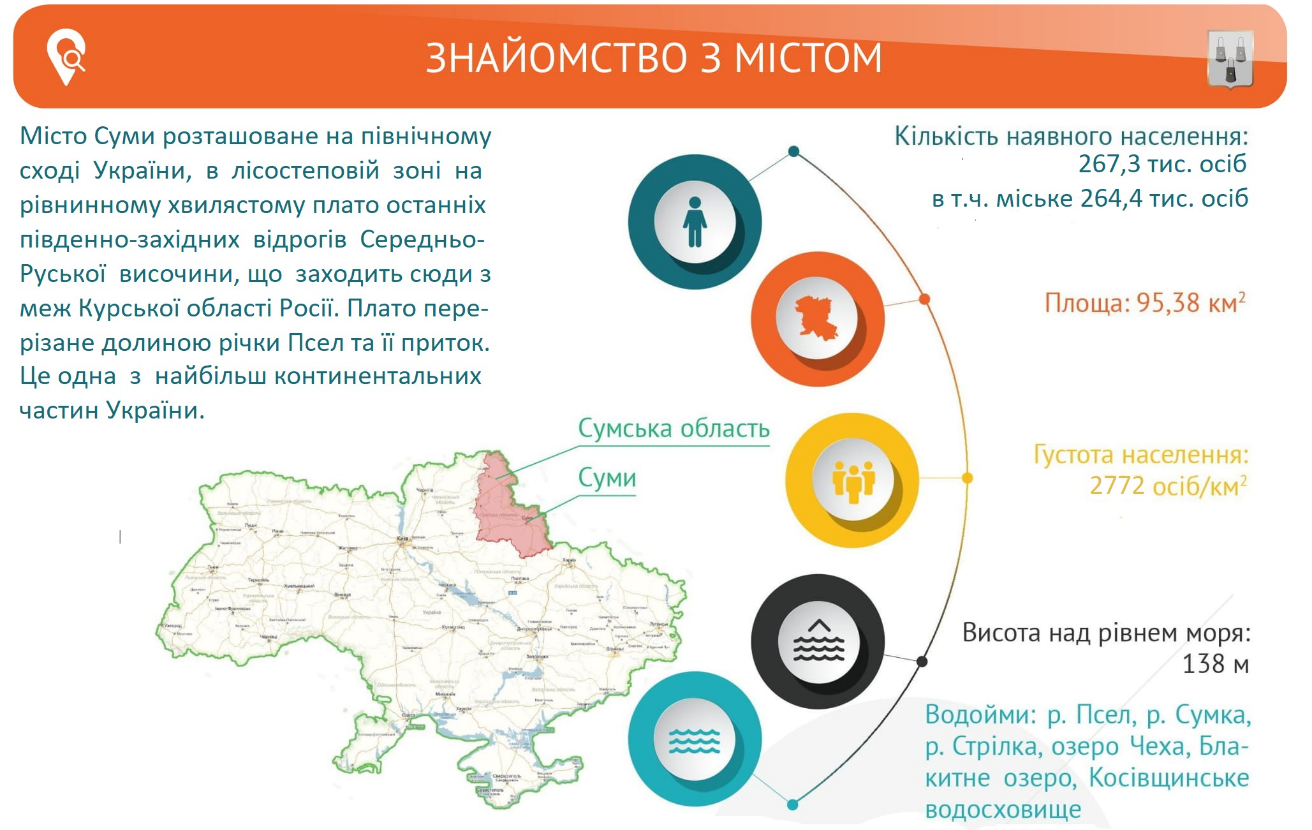 ЗНАЙОМСТВО З МІСТОМ
Місто Суми розташоване на північному
сході України, в лісостеповій зоні на
рівнинному хвилястому плато останніх
південно-західних відрогів Середньо-
Руської височини, що заходить сюди з
меж Курської області Росії. Плато пере-
різане долиною річки Псел та її приток.
Це одна з найбільш континентальних
частин України.
Кількість наявного населення:
267,3 тис. осіб
в т.ч. міське 264,4 тис. осіб
Площа: 95,38 км²
Густота населення:
2772 осіб/км²
Висота над рівнем моря:
138 м
Водойми: р. Псел, р. Сумка,
р. Стрілка, озеро Чеха, Бла-
китне озеро, Косівщинське
водосховище
Сумська область
Суми
Київ